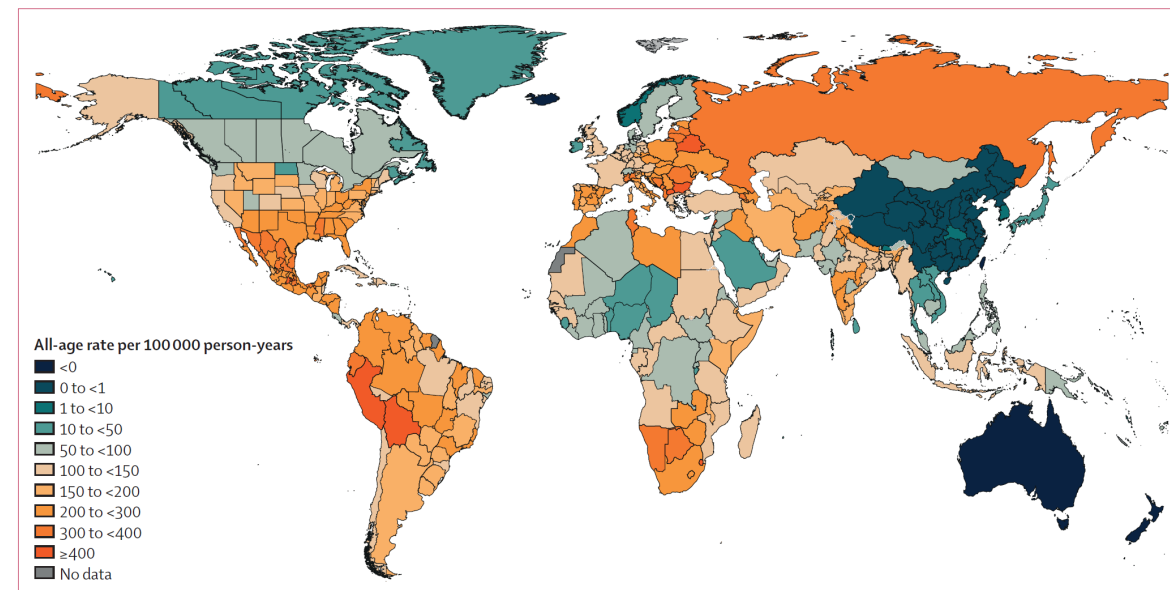 All-age rate per 100 000 person-years
<0
0 to <1
1 to <10
10 to <50
50 to <100
100 to <150
150 to <200
200 to <300
300 to <400
≥400
No data